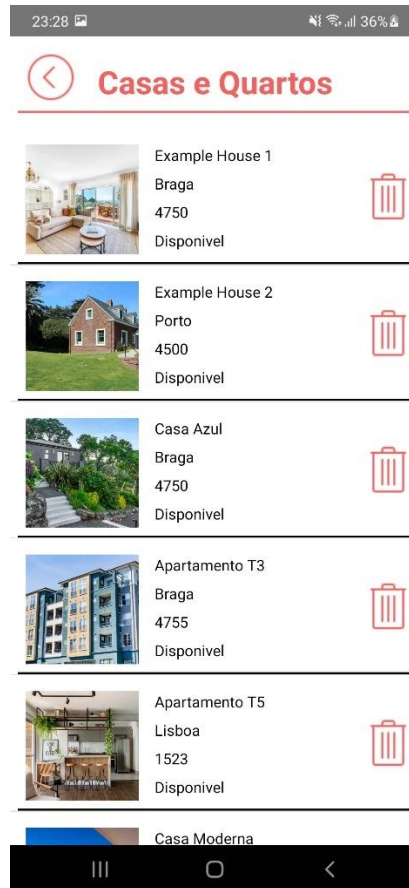 23:28
36%
Casas e Quartos
Example House 1
Braga
4750
Disponivel
Example House 2
Porto
4500
Disponivel
Casa Azul
Braga
4750
Disponivel
Apartamento T3
Braga
4755
Disponivel
Apartamento T5
Lisboa
1523
Disponivel
Casa Moderna